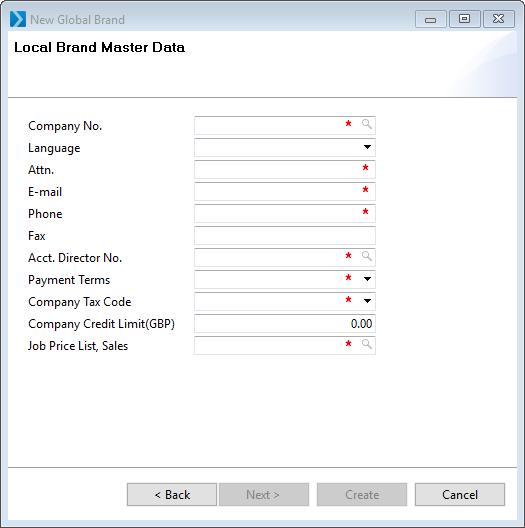 New Global Brand
Local Brand Master Data
Company No. *
Language
Attn. *
E-mail *
Phone *
Fax
Acct. Director No. *
Payment Terms *
Company Tax Code *
Company Credit Limit(GBP) 0.00
Job Price List, Sales *
< Back Next > Create Cancel